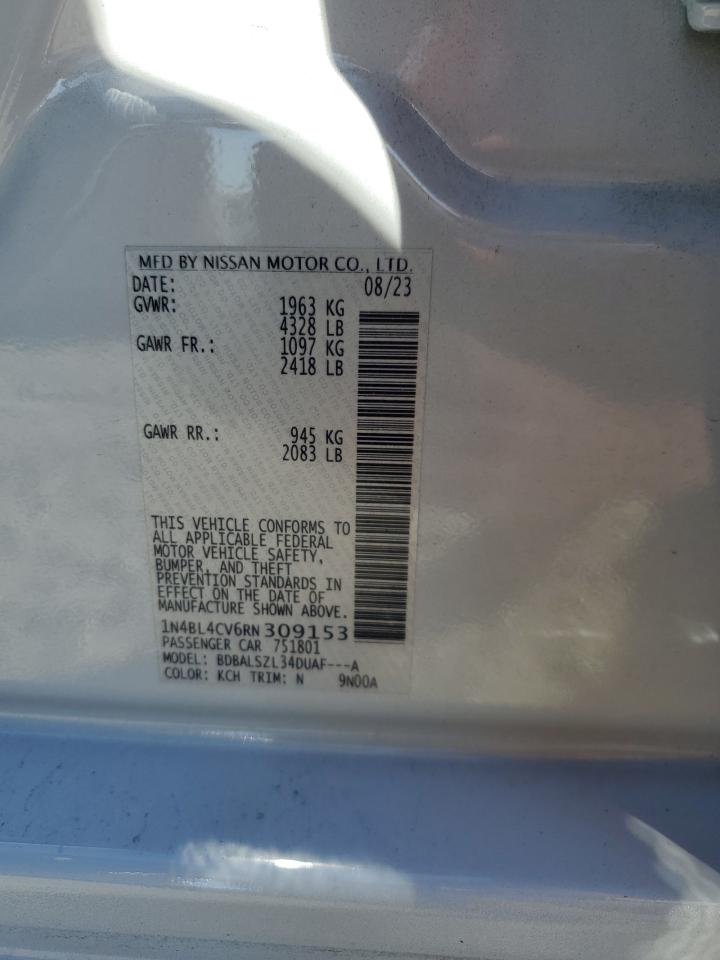 MFD BY NISSAN MOTOR CO., LTD.
DATE: 08/23
GVWR: 1963 KG
4328 LB
GAWR FR.: 1097 KG
2418 LB
GAWR RR.: 945 KG
2083 LB
THIS VEHICLE CONFORMS TO
ALL APPLICABLE FEDERAL
MOTOR VEHICLE SAFETY,
BUMPER, AND THEFT
PREVENTION STANDARDS IN
EFFECT ON THE DATE OF
MANUFACTURE SHOWN ABOVE.
1N4BL4CV6RN309153
PASSENGER CAR 751801
MODEL: BDBALSZL34DUAF---A
COLOR: KCH TRIM: N 9N00A